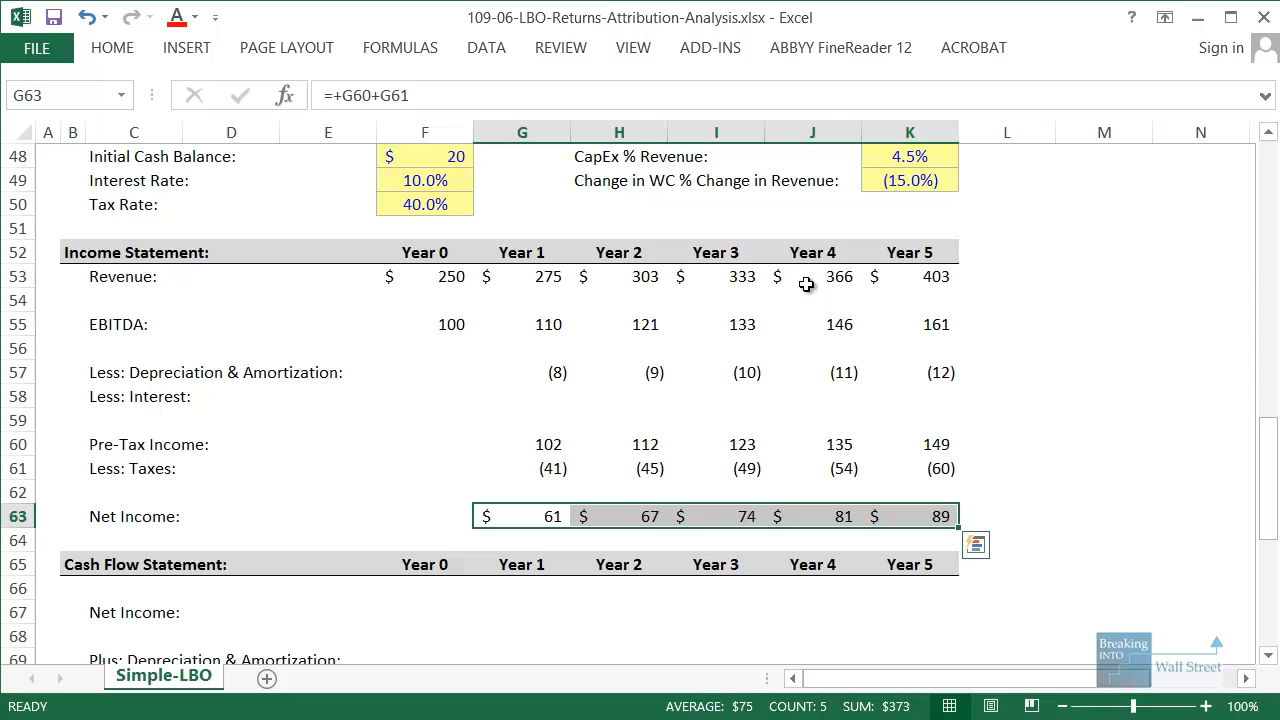 109-06-LBO-Returns-Attribution-Analysis.xlsx - Excel
FILE HOME INSERT PAGE LAYOUT FORMULAS DATA REVIEW VIEW ADD-INS ABBYY FineReader 12 ACROBAT Sign in
G63 fx =+G60+G61
A B C D E F G H I J K L M N
48 Initial Cash Balance: $ 20 CapEx % Revenue: 4.5%
49 Interest Rate: 10.0% Change in WC % Change in Revenue: (15.0%)
50 Tax Rate: 40.0%
51
52 Income Statement: Year 0 Year 1 Year 2 Year 3 Year 4 Year 5
53 Revenue: $ 250 $ 275 $ 303 $ 333 $ 366 $ 403
54
55 EBITDA: 100 110 121 133 146 161
56
57 Less: Depreciation & Amortization: (8) (9) (10) (11) (12)
58 Less: Interest:
59
60 Pre-Tax Income: 102 112 123 135 149
61 Less: Taxes: (41) (45) (49) (54) (60)
62
63 Net Income: $ 61 $ 67 $ 74 $ 81 $ 89
64
65 Cash Flow Statement: Year 0 Year 1 Year 2 Year 3 Year 4 Year 5
66
67 Net Income:
68
69 Plus: Depreciation & Amortization:
Breaking
INTO
Wall Street
Simple-LBO
READY AVERAGE: $75 COUNT: 5 SUM: $373 100%